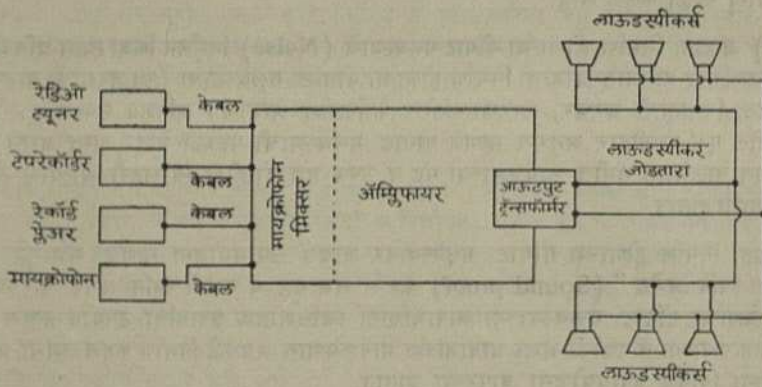 लाऊडस्पीकर्स
रेडिओ
ट्यूनर
केबल
टेपरेकॉर्डर
केबल
रेकॉर्ड
प्लेअर
केबल
मायक्रोफोन
केबल
मायक्रोफोन
मिक्सार
ॲम्प्लिफायर
आऊटपुट
ट्रॅन्सफॉर्मर
लाऊडस्पीकर
जोडतारा
लाऊडस्पीकर्स